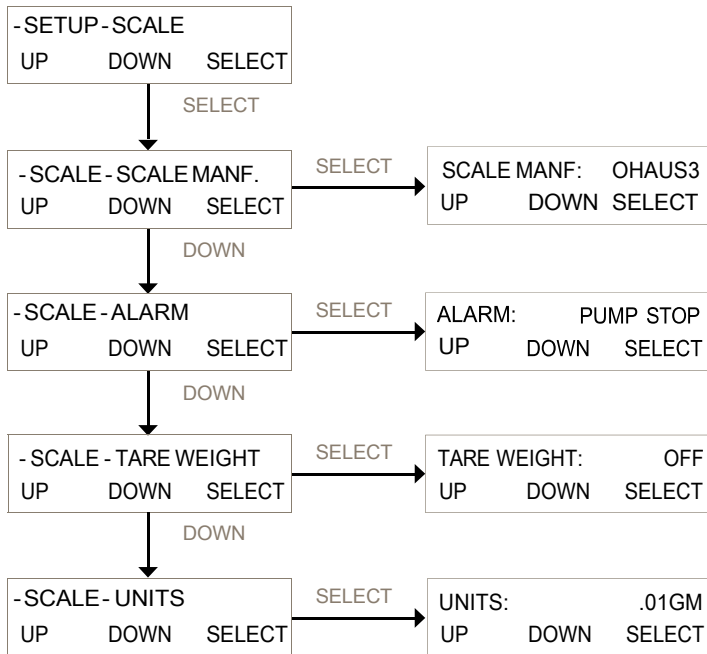 -SETUP-SCALE
UP DOWN SELECT
SELECT
-SCALE-SCALE MANF.
UP DOWN SELECT
SELECT
SCALE MANF: OHAUS3
UP DOWN SELECT
DOWN
-SCALE-ALARM
UP DOWN SELECT
SELECT
ALARM: PUMP STOP
UP DOWN SELECT
DOWN
-SCALE-TARE WEIGHT
UP DOWN SELECT
SELECT
TARE WEIGHT: OFF
UP DOWN SELECT
DOWN
-SCALE-UNITS
UP DOWN SELECT
SELECT
UNITS: .01GM
UP DOWN SELECT